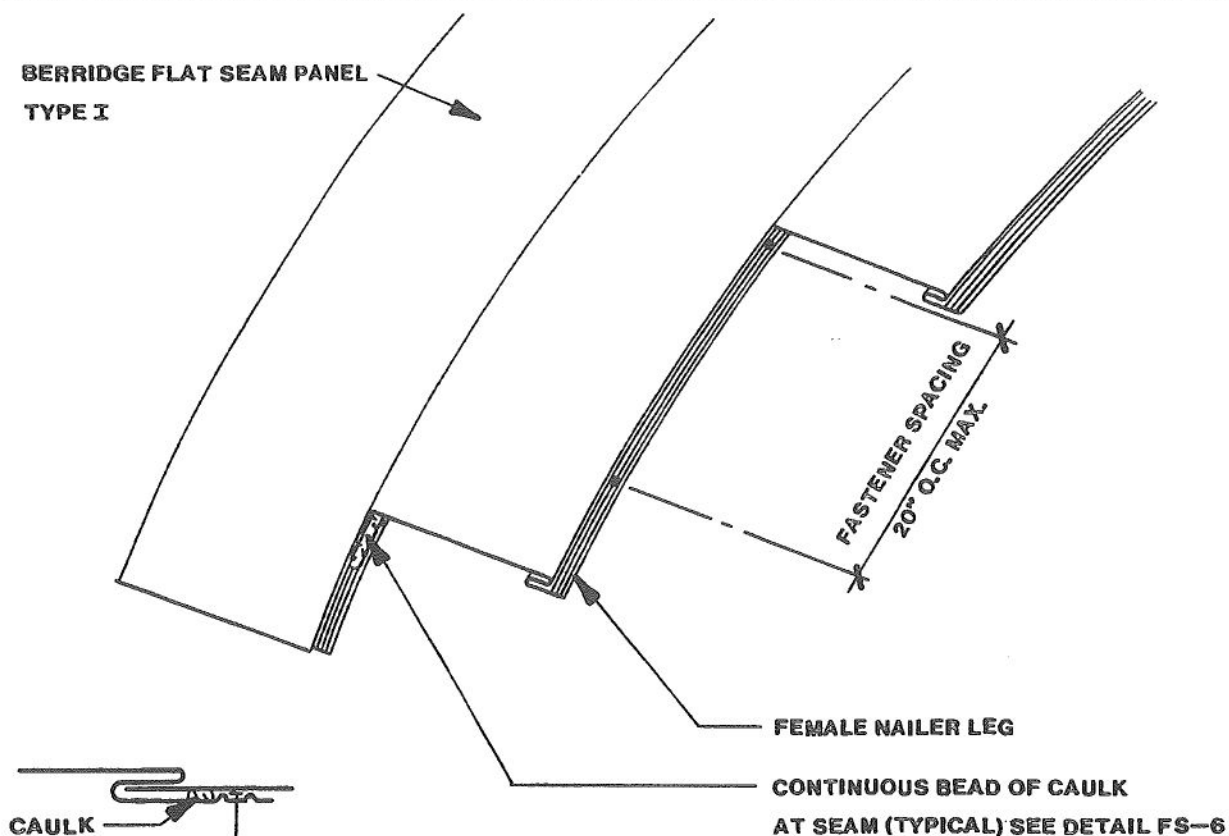 BERRIDGE FLAT SEAM PANEL
TYPE I
FASTENER SPACING
20" O.C. MAX.
FEMALE NAILER LEG
CONTINUOUS BEAD OF CAULK
AT SEAM (TYPICAL) SEE DETAIL FS-6
CAULK